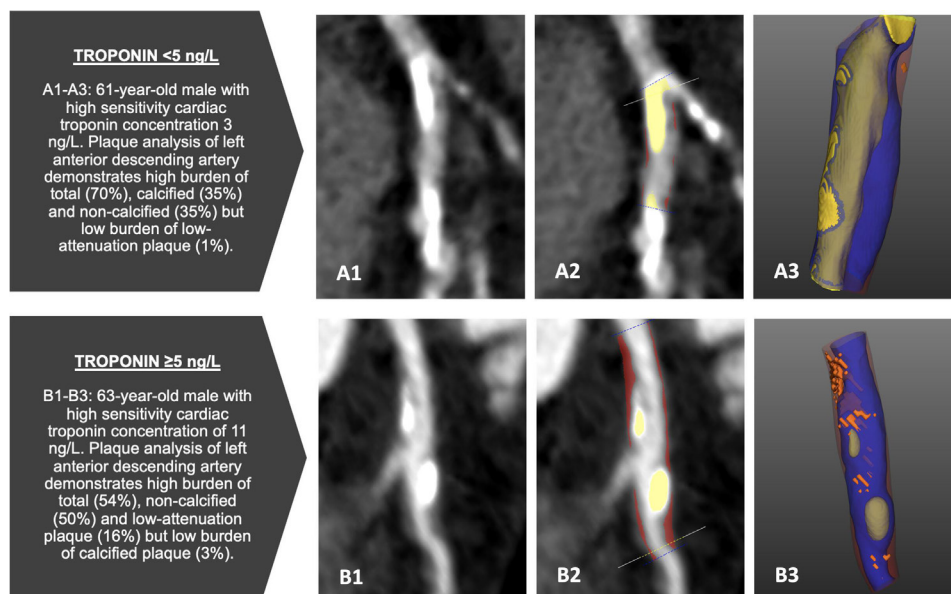 TROPONIN <5 ng/L
A1-A3: 61-year-old male with
high sensitivity cardiac
troponin concentration 3
ng/L. Plaque analysis of left
anterior descending artery
demonstrates high burden of
total (70%), calcified (35%)
and non-calcified (35%) but
low burden of low-
attenuation plaque (1%).
A1
A2
A3
TROPONIN ≥5 ng/L
B1-B3: 63-year-old male with
high sensitivity cardiac
troponin concentration of 11
ng/L. Plaque analysis of left
anterior descending artery
demonstrates high burden of
total (54%), non-calcified
(50%) and low-attenuation
plaque (16%) but low burden
of calcified plaque (3%).
B1
B2
B3